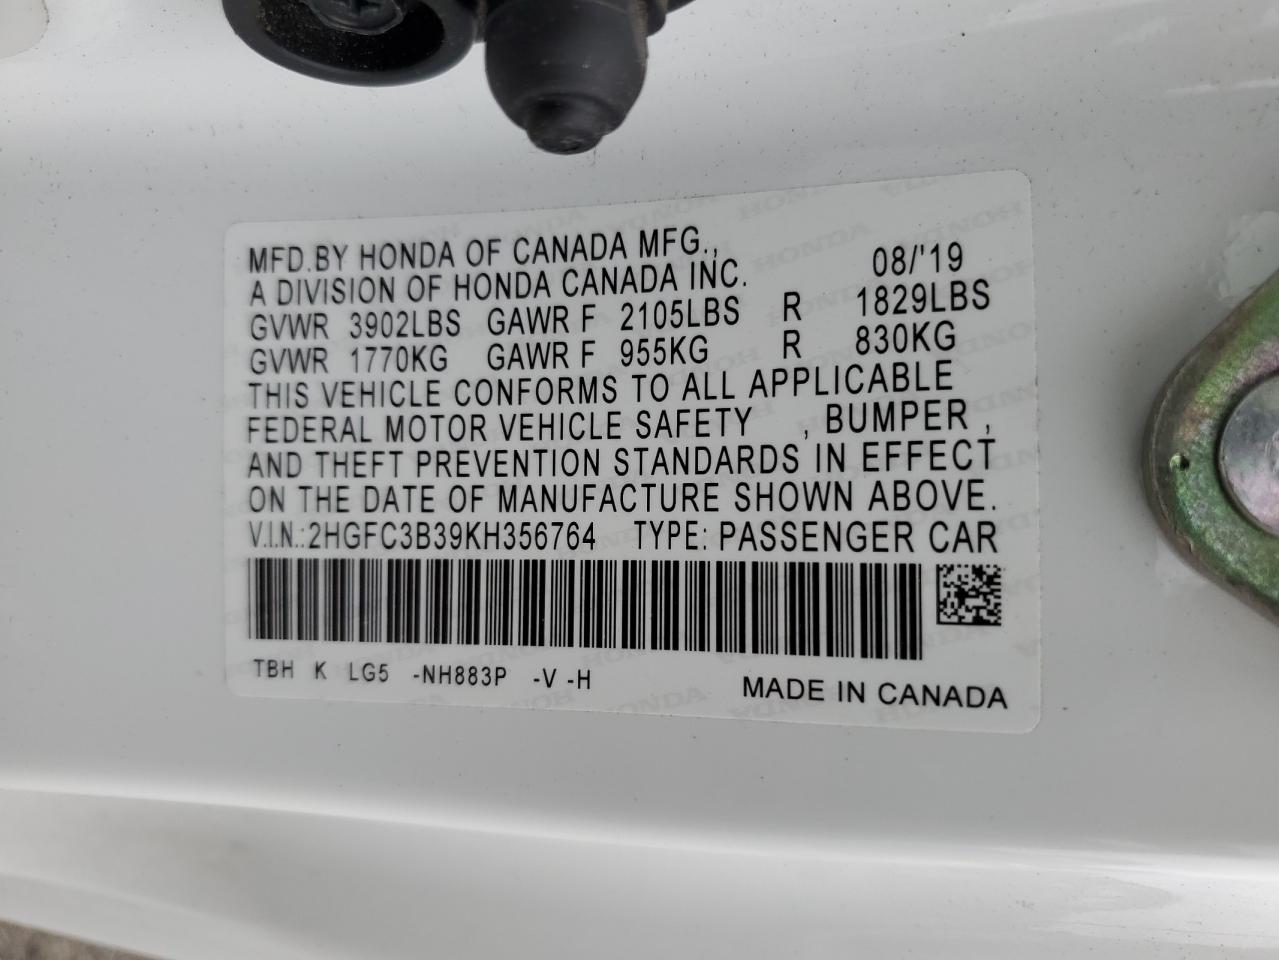 MFD.BY HONDA OF CANADA MFG., 08/'19
A DIVISION OF HONDA CANADA INC.
GVWR 3902LBS GAWR F 2105LBS R 1829LBS
GVWR 1770KG GAWR F 955KG R 830KG
THIS VEHICLE CONFORMS TO ALL APPLICABLE
FEDERAL MOTOR VEHICLE SAFETY , BUMPER ,
AND THEFT PREVENTION STANDARDS IN EFFECT
ON THE DATE OF MANUFACTURE SHOWN ABOVE.
V.I.N.:2HGFC3B39KH356764 TYPE: PASSENGER CAR
TBH K LG5 -NH883P -V -H
MADE IN CANADA